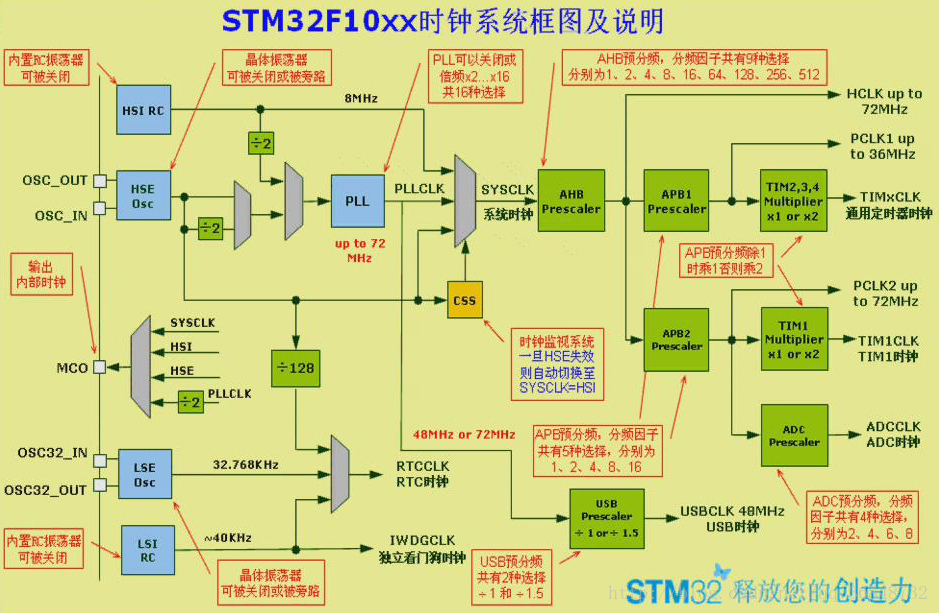 STM32F10xx时钟系统框图及说明
内置RC振荡器
可被关闭
晶体振荡器
可被关闭或被旁路
PLL可以关闭或
倍频x2...x16
共16种选择
AHB预分频，分频因子共有9种选择
分别为1、2、4、8、16、64、128、256、512
HSI RC
8MHz
÷2
HCLK up to
72MHz
PCLK1 up
to 36MHz
OSC_OUT
OSC_IN
HSE
Osc
÷2
PLL
PLLCLK
up to 72
MHz
SYSCLK
系统时钟
AHB
Prescaler
APB1
Prescaler
TIM2,3,4
Multiplier
x1 or x2
TIMxCLK
通用定时器时钟
APB预分频除1
时乘1否则乘2
输出
内部时钟
CSS
PCLK2 up
to 72MHz
SYSCLK
HSI
HSE
÷2
PLLCLK
MCO
÷128
时钟监视系统
一旦HSE失效
则自动切换至
SYSCLK=HSI
APB2
Prescaler
TIM1
Multiplier
x1 or x2
TIM1CLK
TIM1时钟
48MHz or 72MHz
APB预分频，分频因子
共有5种选择，分别为
1、2、4、8、16
ADC
Prescaler
ADCCLK
ADC时钟
OSC32_IN
OSC32_OUT
LSE
Osc
32.768KHz
RTCCLK
RTC时钟
USB
Prescaler
÷ 1 or ÷ 1.5
USBCLK 48MHz
USB时钟
ADC预分频，分频
因子共有4种选择，
分别为2、4、6、8
内置RC振荡器
可被关闭
LSI
RC
~40KHz
IWDGCLK
独立看门狗时钟
晶体振荡器
可被关闭或被旁路
USB预分频
共有2种选择
÷1 和 ÷1.5
STM32 释放您的创造力